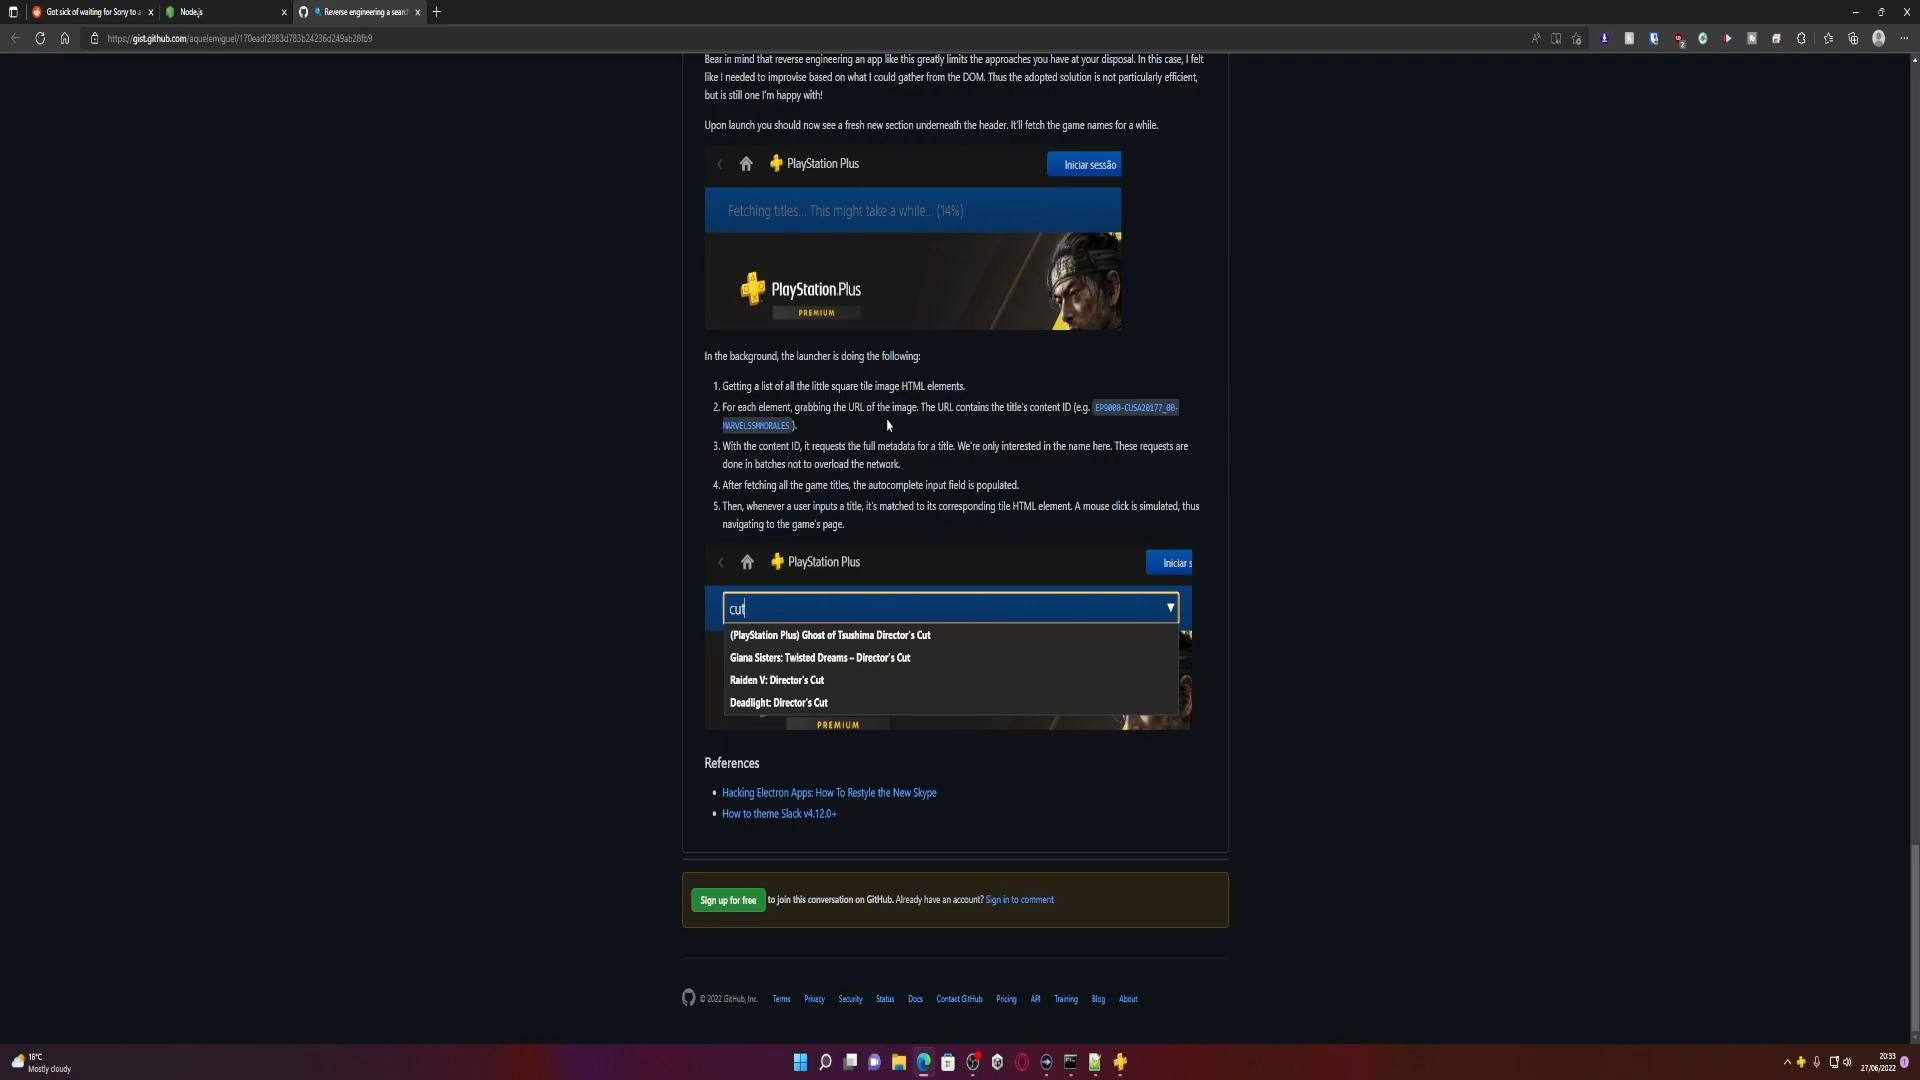 Got sick of waiting for Sony to a
Node.js
Reverse engineering a searc
https://gist.github.com/aquelemiguel/170eadf2883d783b24236d249ab28fb9
Bear in mind that reverse engineering an app like this greatly limits the approaches you have at your disposal. In this case, I felt
like I needed to improvise based on what I could gather from the DOM. Thus the adopted solution is not particularly efficient,
but is still one I'm happy with!
Upon launch you should now see a fresh new section underneath the header. It'll fetch the game names for a while.
PlayStation Plus
Iniciar sessão
Fetching titles... This might take a while... (14%)
PlayStation.Plus
PREMIUM
In the background, the launcher is doing the following:
1. Getting a list of all the little square tile image HTML elements.
2. For each element, grabbing the URL of the image. The URL contains the title's content ID (e.g. EP9000-CUSA20177_00-
MARVELSSMMORALES).
3. With the content ID, it requests the full metadata for a title. We're only interested in the name here. These requests are
done in batches not to overload the network.
4. After fetching all the game titles, the autocomplete input field is populated.
5. Then, whenever a user inputs a title, it's matched to its corresponding tile HTML element. A mouse click is simulated, thus
navigating to the game's page.
PlayStation Plus
Iniciar s
cut
(PlayStation Plus) Ghost of Tsushima Director's Cut
Giana Sisters: Twisted Dreams – Director's Cut
Raiden V: Director's Cut
Deadlight: Director's Cut
PREMIUM
References
• Hacking Electron Apps: How To Restyle the New Skype
• How to theme Slack v4.12.0+
Sign up for free to join this conversation on GitHub. Already have an account? Sign in to comment
© 2022 GitHub, Inc. Terms Privacy Security Status Docs Contact GitHub Pricing API Training Blog About
16°C
Mostly cloudy
20:33
27/06/2022